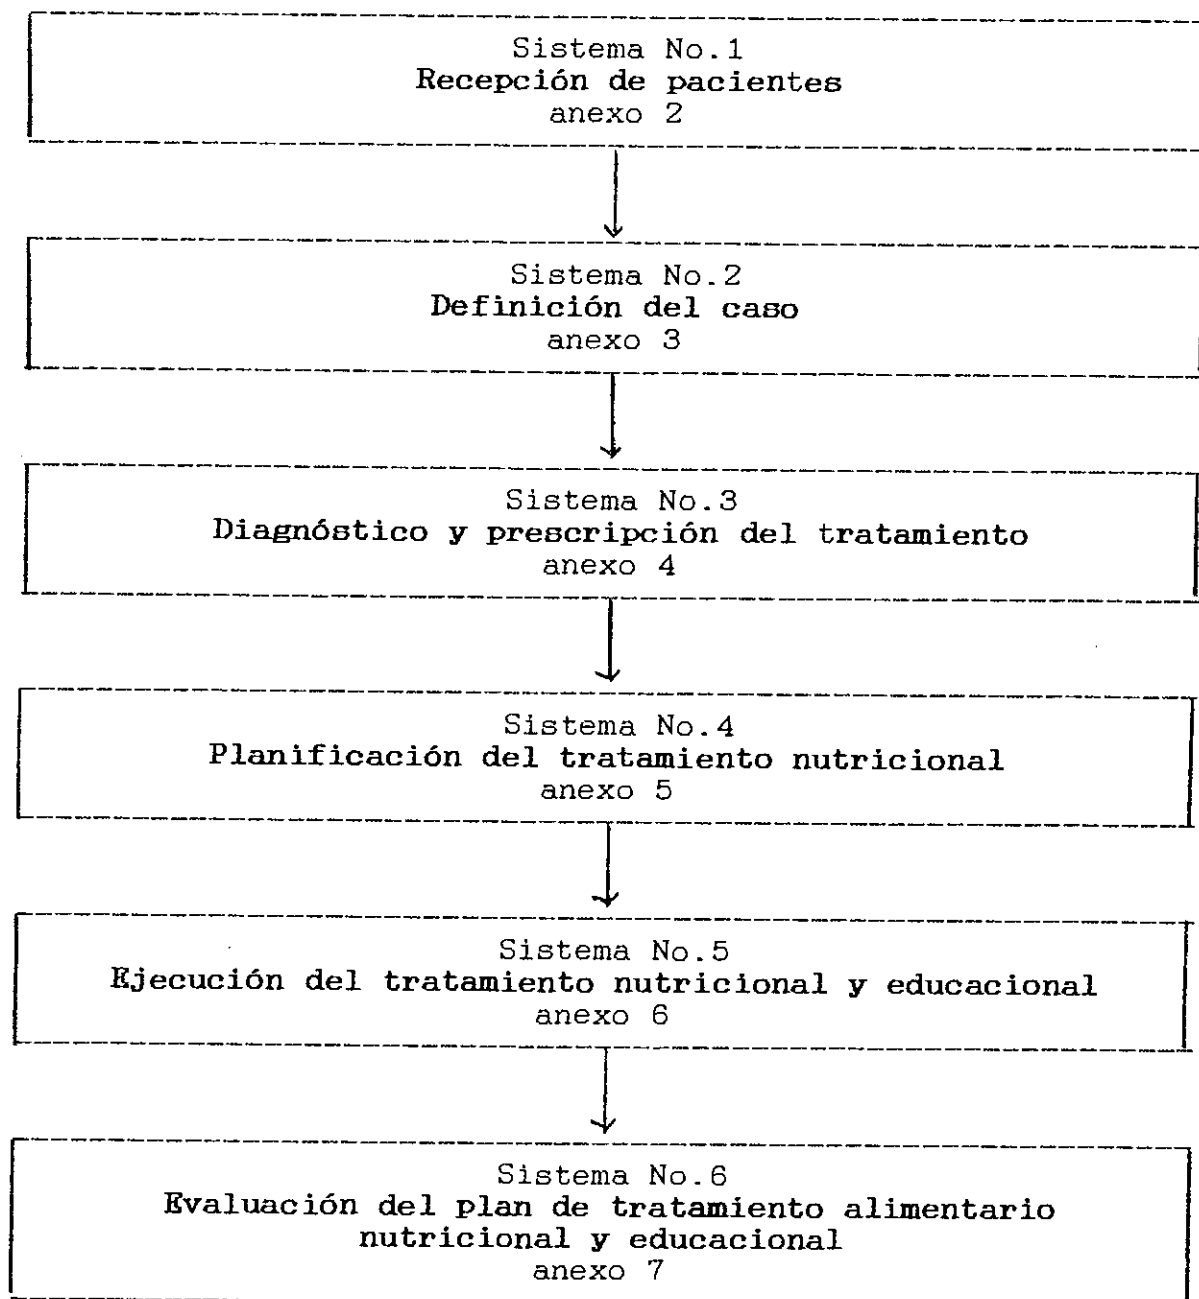 Sistema No.1
Recepción de pacientes
anexo 2
Sistema No.2
Definición del caso
anexo 3
Sistema No.3
Diagnóstico y prescripción del tratamiento
anexo 4
Sistema No.4
Planificación del tratamiento nutricional
anexo 5
Sistema No.5
Ejecución del tratamiento nutricional y educacional
anexo 6
Sistema No.6
Evaluación del plan de tratamiento alimentario
nutricional y educacional
anexo 7